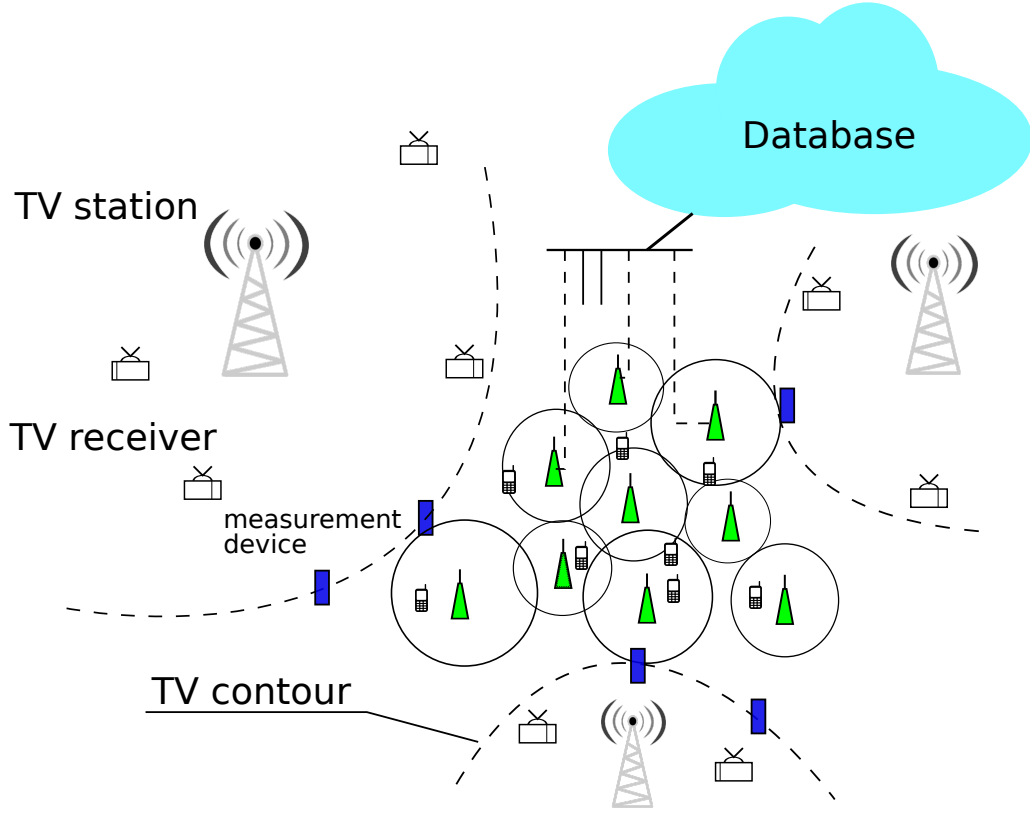 Database
TV station
TV receiver
measurement
device
TV contour